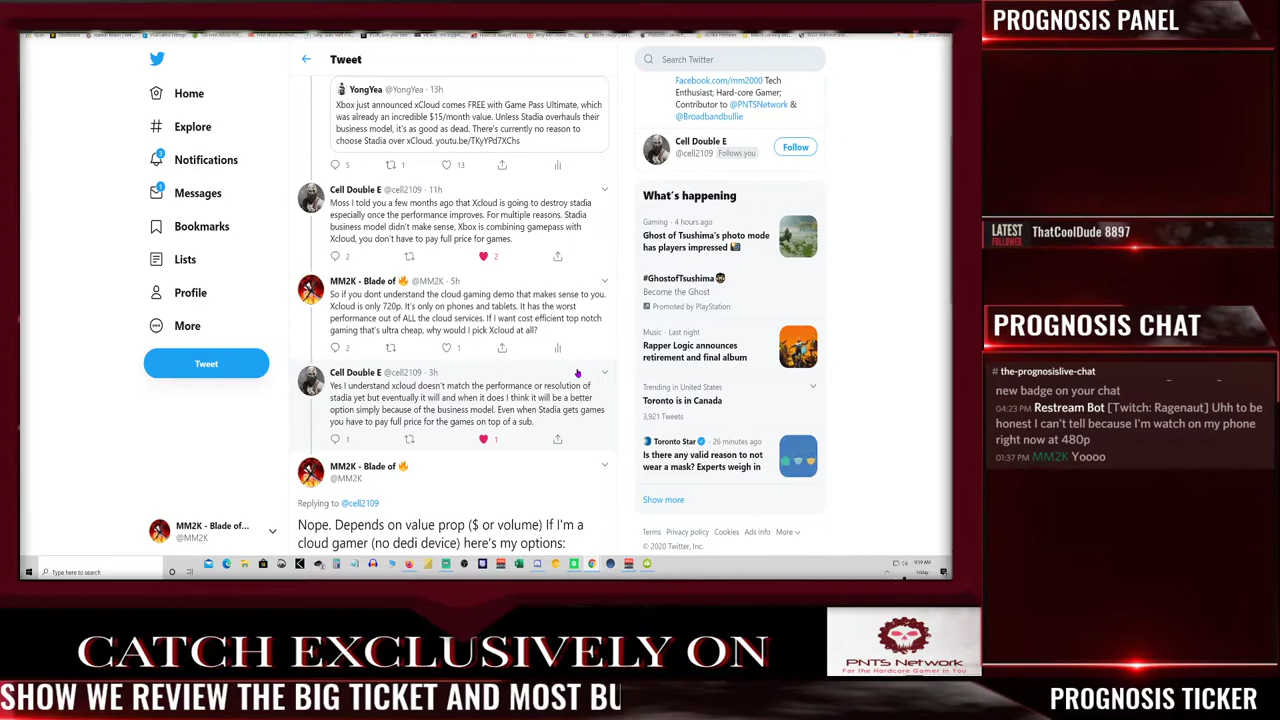 PROGNOSIS PANEL
Tweet
Search Twitter
YongYea @YongYea · 13h
Xbox just announced xCloud comes FREE with Game Pass Ultimate, which
was already an incredible $15/month value. Unless Stadia overhauls their
business model, it's as good as dead. There's currently no reason to
choose Stadia over xCloud. youtu.be/TKyYPd7XChs
5
1
13
Cell Double E @cell2109 · 11h
Moss I told you a few months ago that Xcloud is going to destroy stadia
especially once the performance improves. For multiple reasons. Stadia
business model didn't make sense, Xbox is combining gamepass with
Xcloud, you don't have to pay full price for games.
2
2
MM2K - Blade of @MM2K · 5h
So if you dont understand the cloud gaming demo that makes sense to you.
Xcloud is only 720p. It's only on phones and tablets. It has the worst
performance out of ALL the cloud services. If I want cost efficient top notch
gaming that's ultra cheap, why would I pick Xcloud at all?
2
1
Cell Double E @cell2109 · 3h
Yes I understand xcloud doesn't match the performance or resolution of
stadia yet but eventually it will and when it does I think it will be a better
option simply because of the business model. Even when Stadia gets games
you have to pay full price for the games on top of a sub.
1
1
MM2K - Blade of
@MM2K
Replying to @cell2109
Nope. Depends on value prop ($ or volume) If I'm a
cloud gamer (no dedi device) here's my options:
Home
Explore
Notifications
Messages
Bookmarks
Lists
Profile
More
Tweet
MM2K - Blade of...
@MM2K
Facebook.com/mm2000 Tech
Enthusiast; Hard-core Gamer;
Contributor to @PNTSNetwork &
@Broadbandbullie
Cell Double E
@cell2109 Follows you
Follow
What's happening
Gaming · 4 hours ago
Ghost of Tsushima's photo mode
has players impressed
#GhostofTsushima
Become the Ghost
Promoted by PlayStation
Music · Last night
Rapper Logic announces
retirement and final album
Trending in United States
Toronto is in Canada
3,921 Tweets
Toronto Star · 26 minutes ago
Is there any valid reason to not
wear a mask? Experts weigh in
Show more
Terms Privacy policy Cookies Ads info More
© 2020 Twitter, Inc.
Type here to search
9:59 AM
Friday
LATEST
FOLLOWER
ThatCoolDude 8897
PROGNOSIS CHAT
# the-prognosislive-chat
new badge on your chat
04:23 PM Restream Bot [Twitch: Ragenaut] Uhh to be
honest I can't tell because I'm watch on my phone
right now at 480p
01:37 PM MM2K Yoooo
CATCH EXCLUSIVELY ON
PNTS Network
For the Hardcore Gamer in You
SHOW WE REVIEW THE BIG TICKET AND MOST BU
PROGNOSIS TICKER